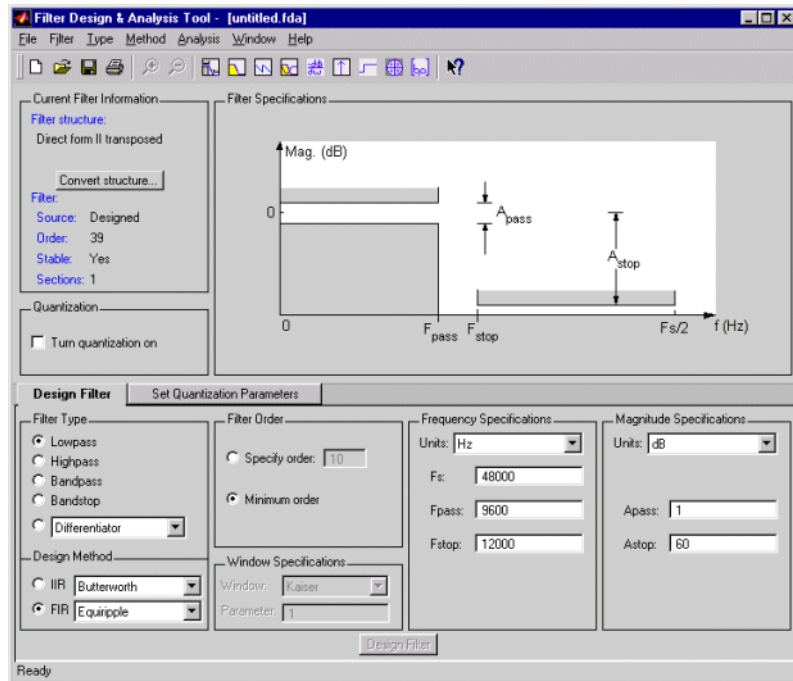 Filter Design & Analysis Tool - [untitled.fda]
File Filter Type Method Analysis Window Help
Current Filter Information
Filter structure:
Direct form II transposed
Convert structure...
Filter:
Source: Designed
Order: 39
Stable: Yes
Sections: 1
Quantization
Turn quantization on
Filter Specifications
Mag. (dB)
0
A pass
A stop
0
F pass
F stop
Fs/2
f (Hz)
Design Filter
Set Quantization Parameters
Filter Type
Lowpass
Highpass
Bandpass
Bandstop
Differentiator
Design Method
IIR Butterworth
FIR Equiripple
Filter Order
Specify order: 10
Minimum order
Window Specifications
Window: Kaiser
Parameter: 1
Frequency Specifications
Units: Hz
Fs: 48000
Fpass: 9600
Fstop: 12000
Magnitude Specifications
Units: dB
Apass: 1
Astop: 60
Design Filter
Ready